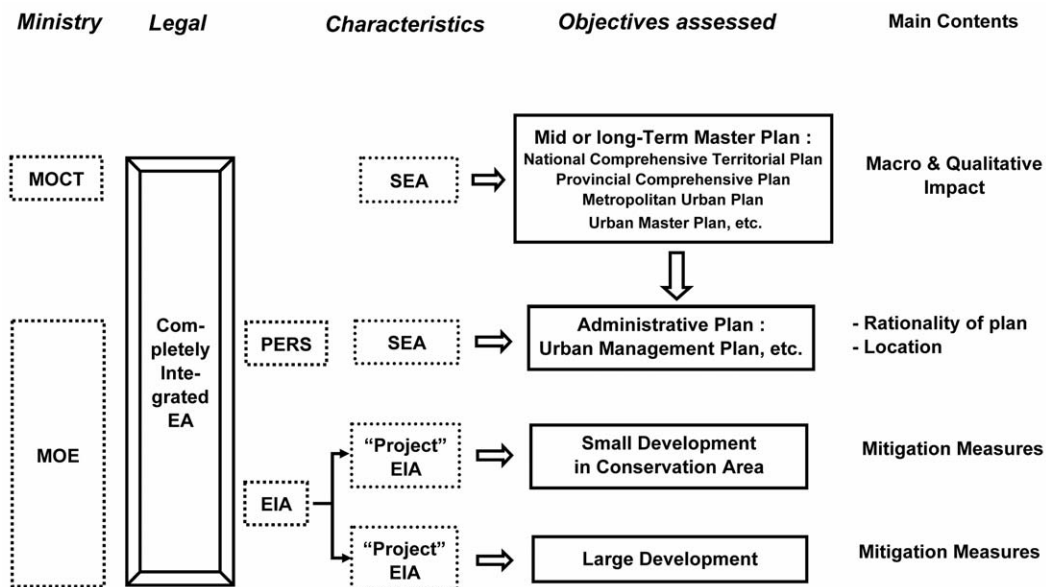 Ministry Legal Characteristics Objectives assessed Main Contents
Mid or long-Term Master Plan :
National Comprehensive Territorial Plan
Provincial Comprehensive Plan
Metropolitan Urban Plan
Urban Master Plan, etc.
MOCT
SEA
Macro & Qualitative
Impact
Com-
pletely
Inte-
grated
EA
MOE
PERS
SEA
Administrative Plan :
Urban Management Plan, etc.
- Rationality of plan
- Location
EIA
“Project”
EIA
Small Development
in Conservation Area
Mitigation Measures
“Project”
EIA
Large Development
Mitigation Measures